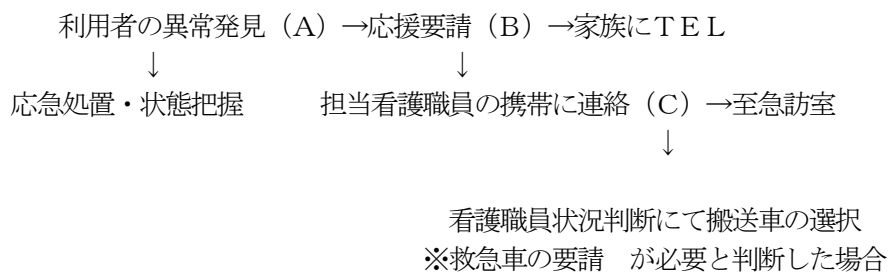 利用者の異常発見（A）→応援要請（B）→家族にＴＥＬ
↓ ↓
応急処置・状態把握 担当看護職員の携帯に連絡（C）→至急訪室
↓
看護職員状況判断にて搬送車の選択
※救急車の要請　が必要と判断した場合